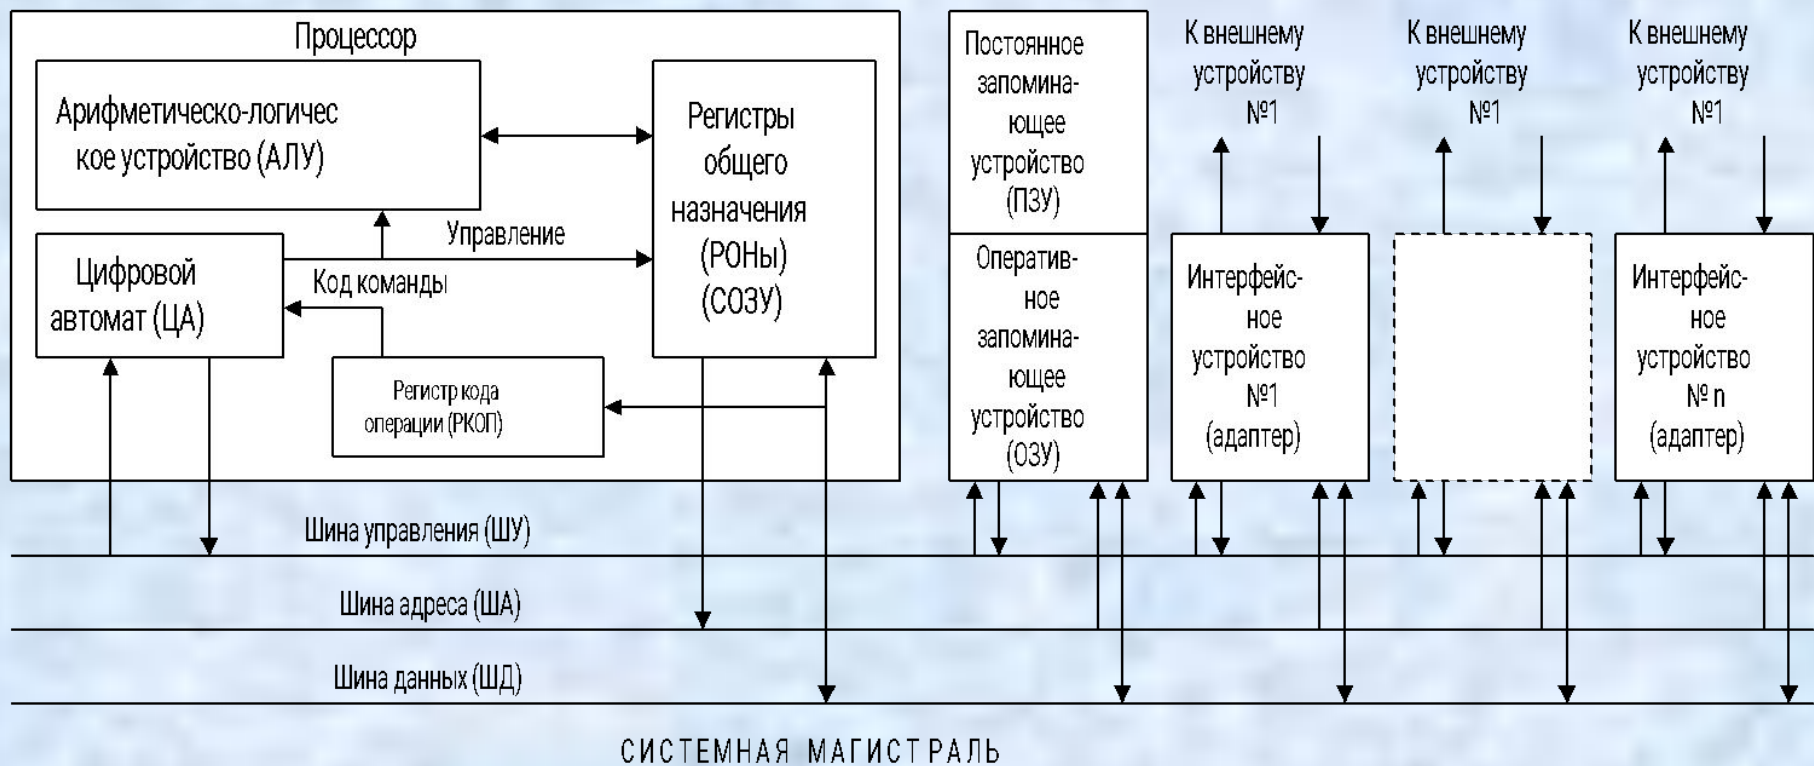 Процессор
Арифметическо-логичес
кое устройство (АЛУ)
Регистры
общего
назначения
(РОНы)
(СОЗУ)
Управление
Цифровой
автомат (ЦА)
Код команды
Регистр кода
операции (РКОП)
Постоянное
запомина-
ющее
устройство
(ПЗУ)
Оператив-
ное
запомина-
ющее
устройство
(ОЗУ)
К внешнему
устройству
№1
К внешнему
устройству
№1
К внешнему
устройству
№1
Интерфейс-
ное
устройство
№1
(адаптер)
Интерфейс-
ное
устройство
№ n
(адаптер)
Шина управления (ШУ)
Шина адреса (ША)
Шина данных (ШД)
СИСТЕМНАЯ МАГИСТРАЛЬ